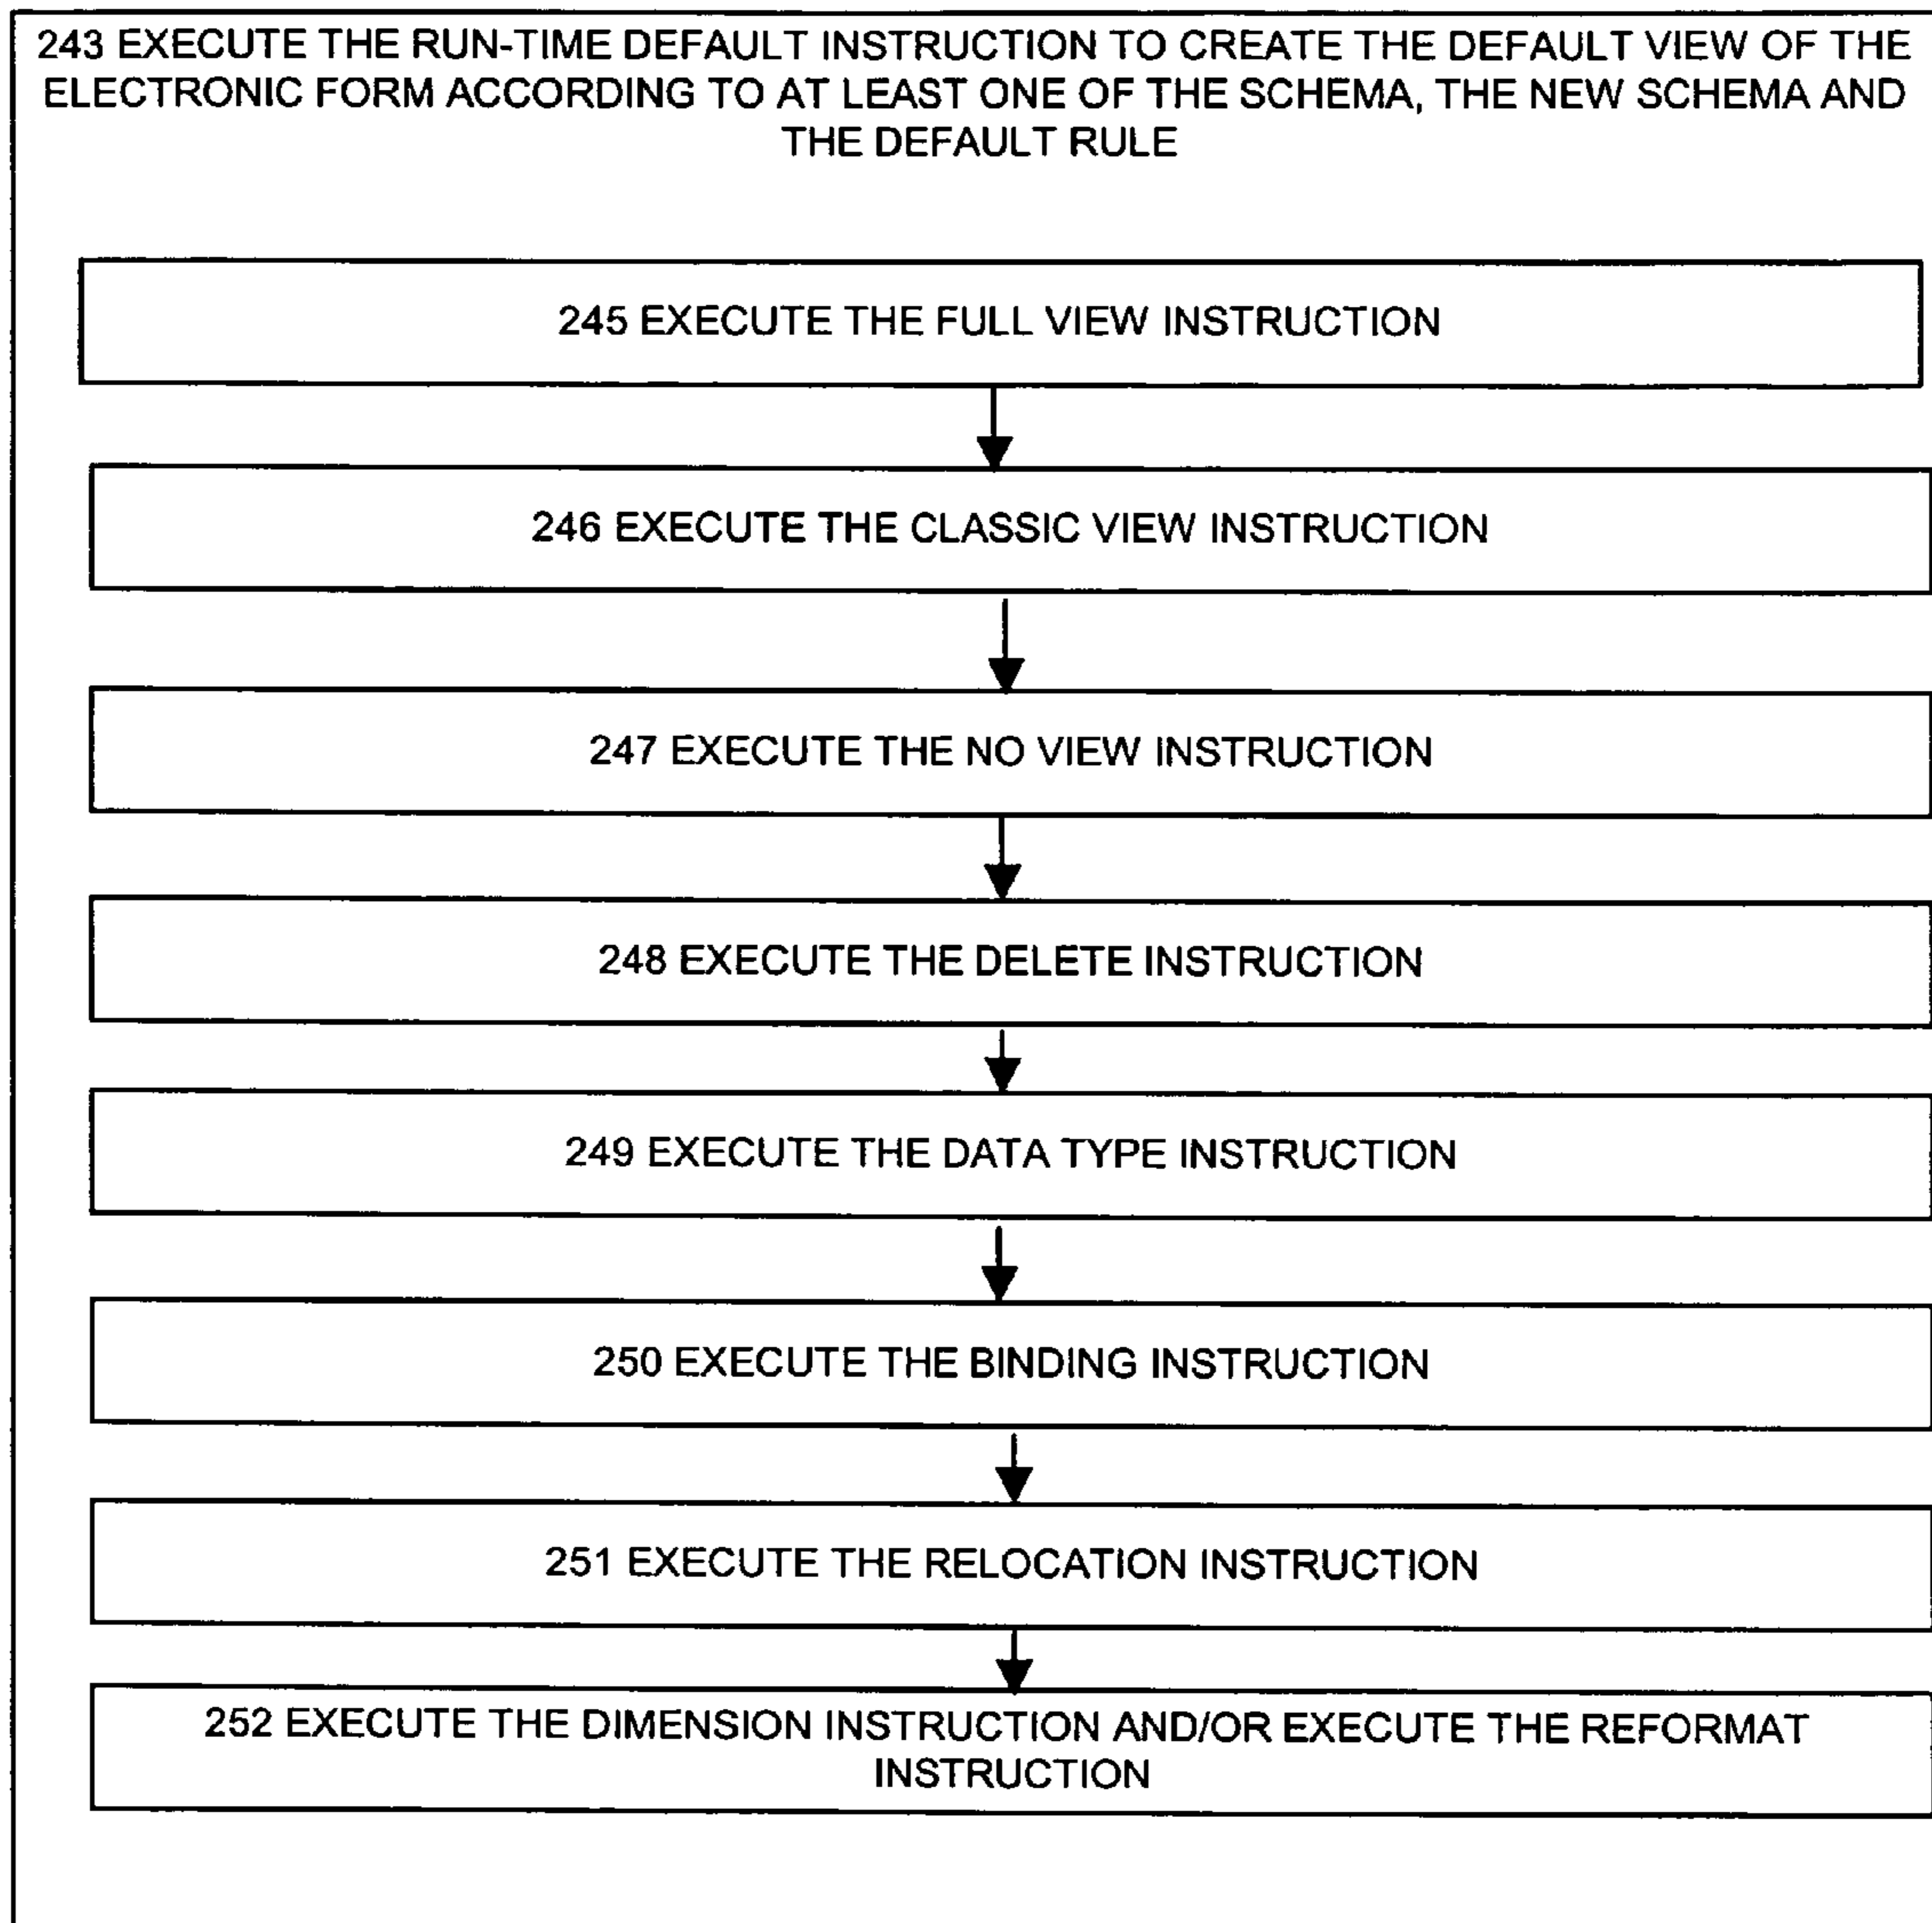 243 EXECUTE THE RUN-TIME DEFAULT INSTRUCTION TO CREATE THE DEFAULT VIEW OF THE
ELECTRONIC FORM ACCORDING TO AT LEAST ONE OF THE SCHEMA, THE NEW SCHEMA AND
THE DEFAULT RULE
245 EXECUTE THE FULL VIEW INSTRUCTION
246 EXECUTE THE CLASSIC VIEW INSTRUCTION
247 EXECUTE THE NO VIEW INSTRUCTION
248 EXECUTE THE DELETE INSTRUCTION
249 EXECUTE THE DATA TYPE INSTRUCTION
250 EXECUTE THE BINDING INSTRUCTION
251 EXECUTE THE RELOCATION INSTRUCTION
252 EXECUTE THE DIMENSION INSTRUCTION AND/OR EXECUTE THE REFORMAT
INSTRUCTION